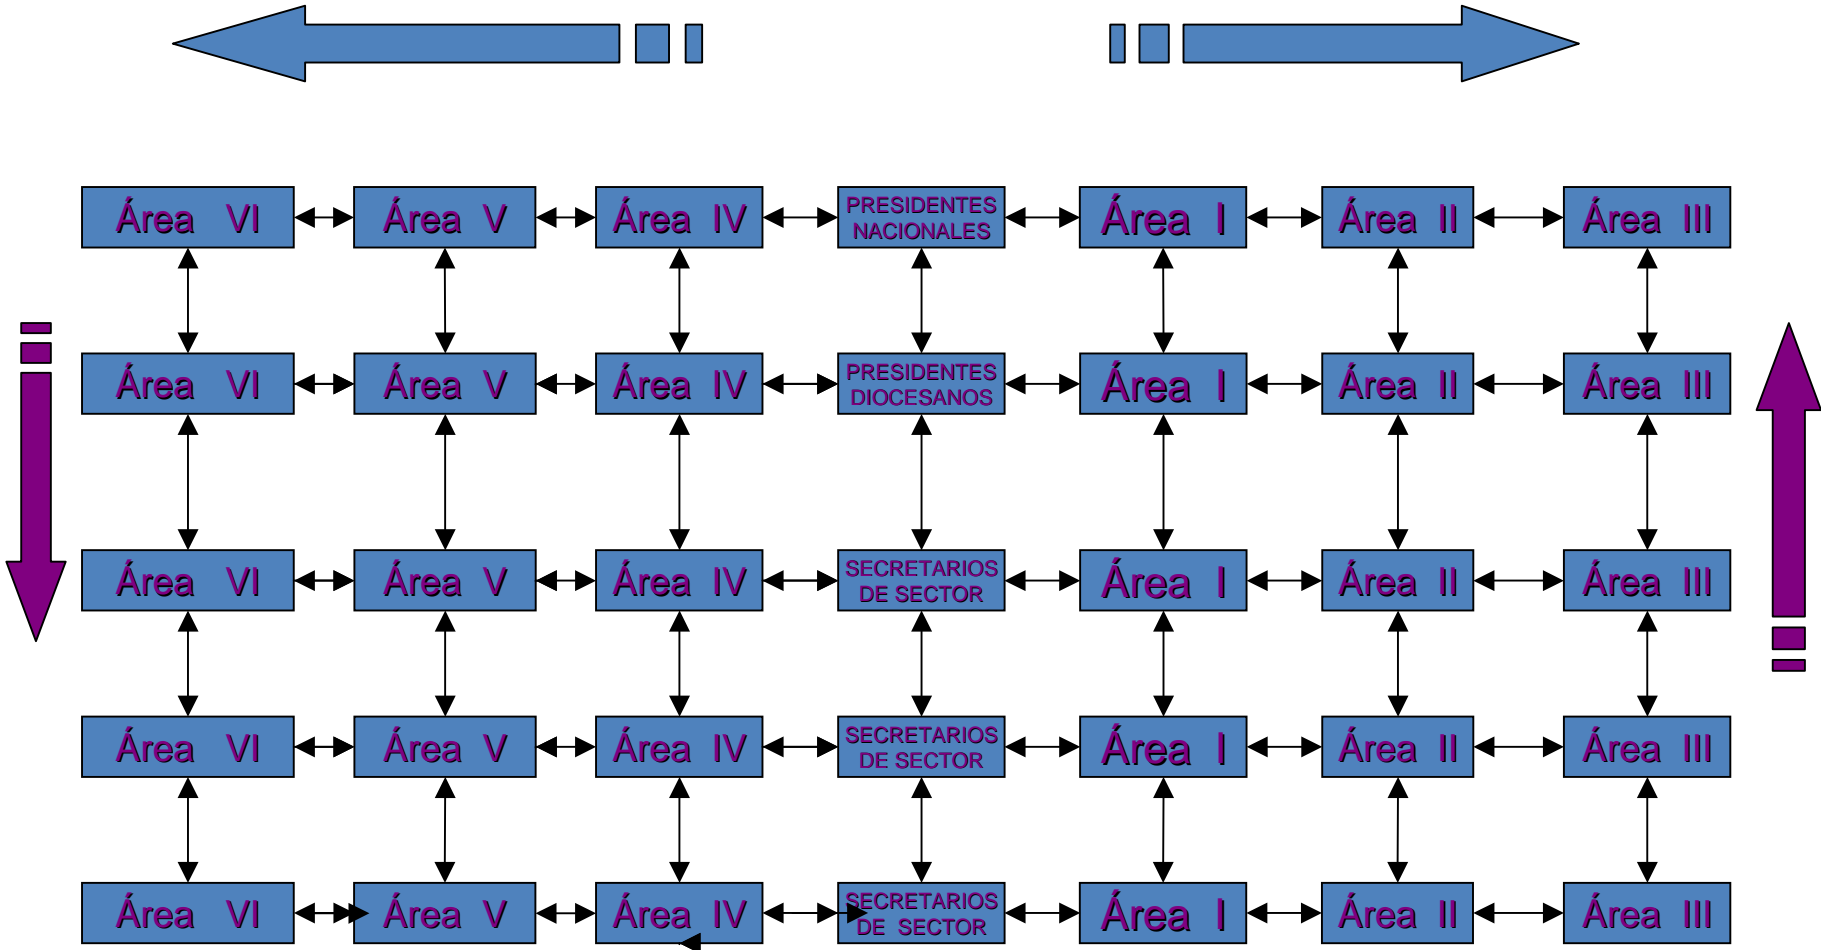 Área VI
Área V
Área IV
PRESIDENTES
NACIONALES
Área I
Área II
Área III
Área VI
Área V
Área IV
PRESIDENTES
DIOCESANOS
Área I
Área II
Área III
Área VI
Área V
Área IV
SECRETARIOS
DE SECTOR
Área I
Área II
Área III
Área VI
Área V
Área IV
SECRETARIOS
DE SECTOR
Área I
Área II
Área III
Área VI
Área V
Área IV
SECRETARIOS
DE SECTOR
Área I
Área II
Área III